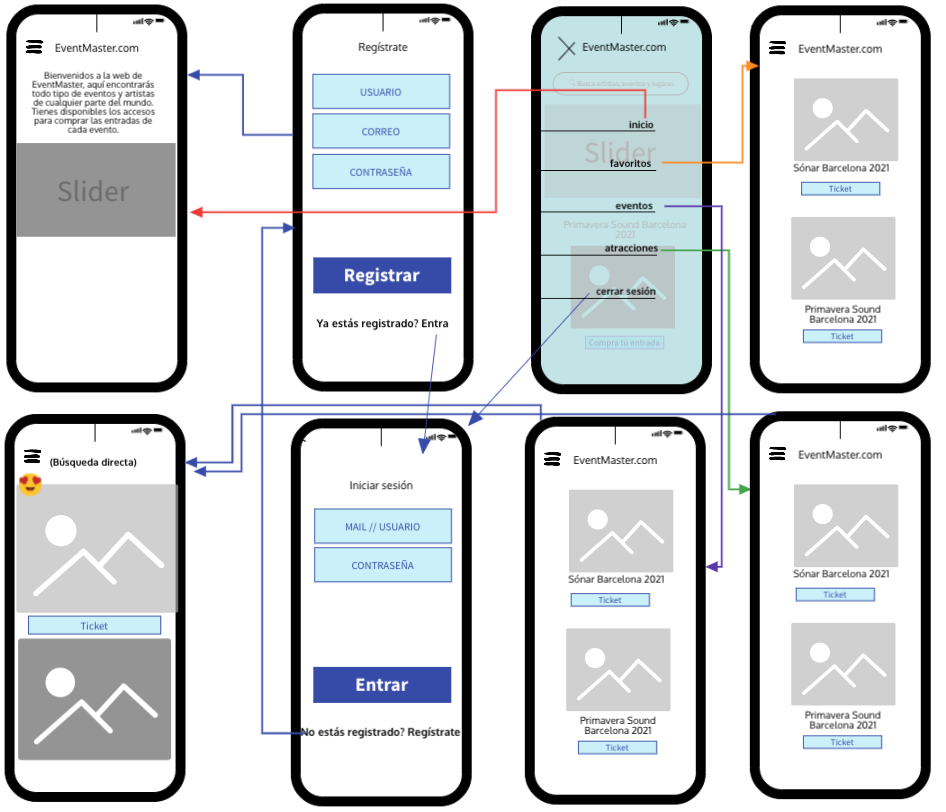 EventMaster.com
Bienvenidos a la web de
EventMaster, aquí encontrarás
todo tipo de eventos y artistas
de cualquier parte del mundo.
Tienes disponibles los accesos
para comprar las entradas de
cada evento.
Slider
Regístrate
USUARIO
CORREO
CONTRASEÑA
Registrar
Ya estás registrado? Entra
EventMaster.com
Busca artistas, eventos y lugares
inicio
Slider
favoritos
eventos
Primavera Sound Barcelona
2021
atracciones
cerrar sesión
Compra tu entrada
EventMaster.com
Sónar Barcelona 2021
Ticket
Primavera Sound
Barcelona 2021
Ticket
(Búsqueda directa)
Ticket
Iniciar sesión
MAIL // USUARIO
CONTRASEÑA
Entrar
No estás registrado? Regístrate
EventMaster.com
Sónar Barcelona 2021
Ticket
Primavera Sound
Barcelona 2021
Ticket
EventMaster.com
Sónar Barcelona 2021
Ticket
Primavera Sound
Barcelona 2021
Ticket